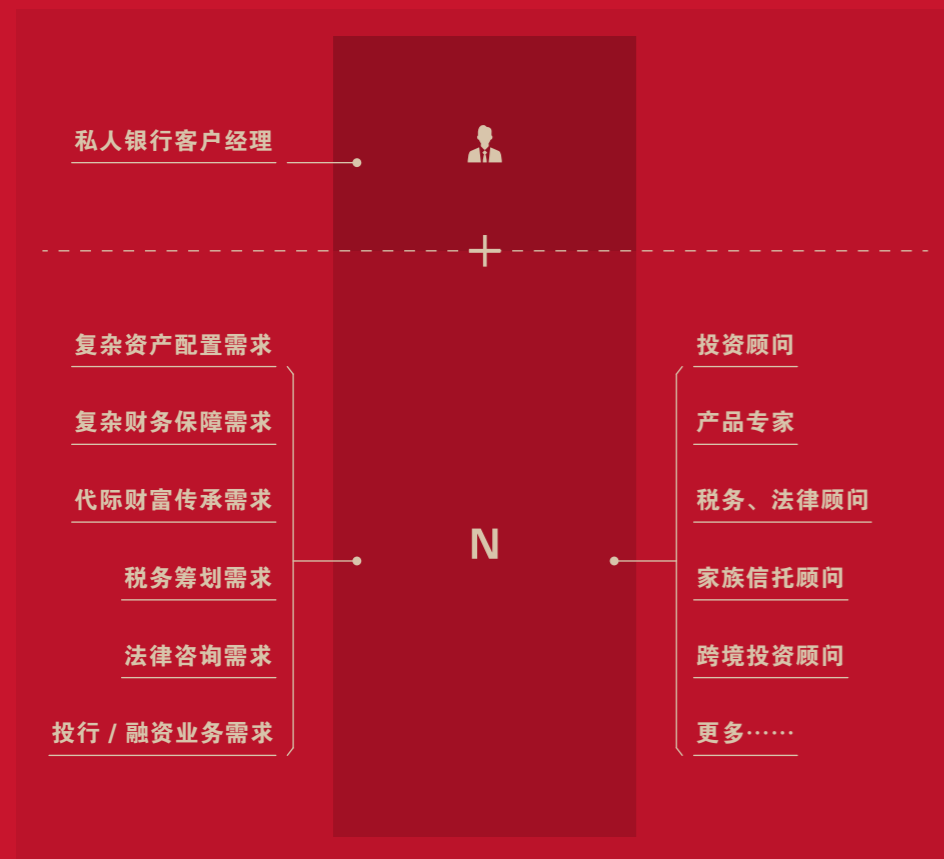 私人银行客户经理
+
复杂资产配置需求
复杂财务保障需求
代际财富传承需求
税务筹划需求
法律咨询需求
投行 / 融资业务需求
N
投资顾问
产品专家
税务、法律顾问
家族信托顾问
跨境投资顾问
更多……